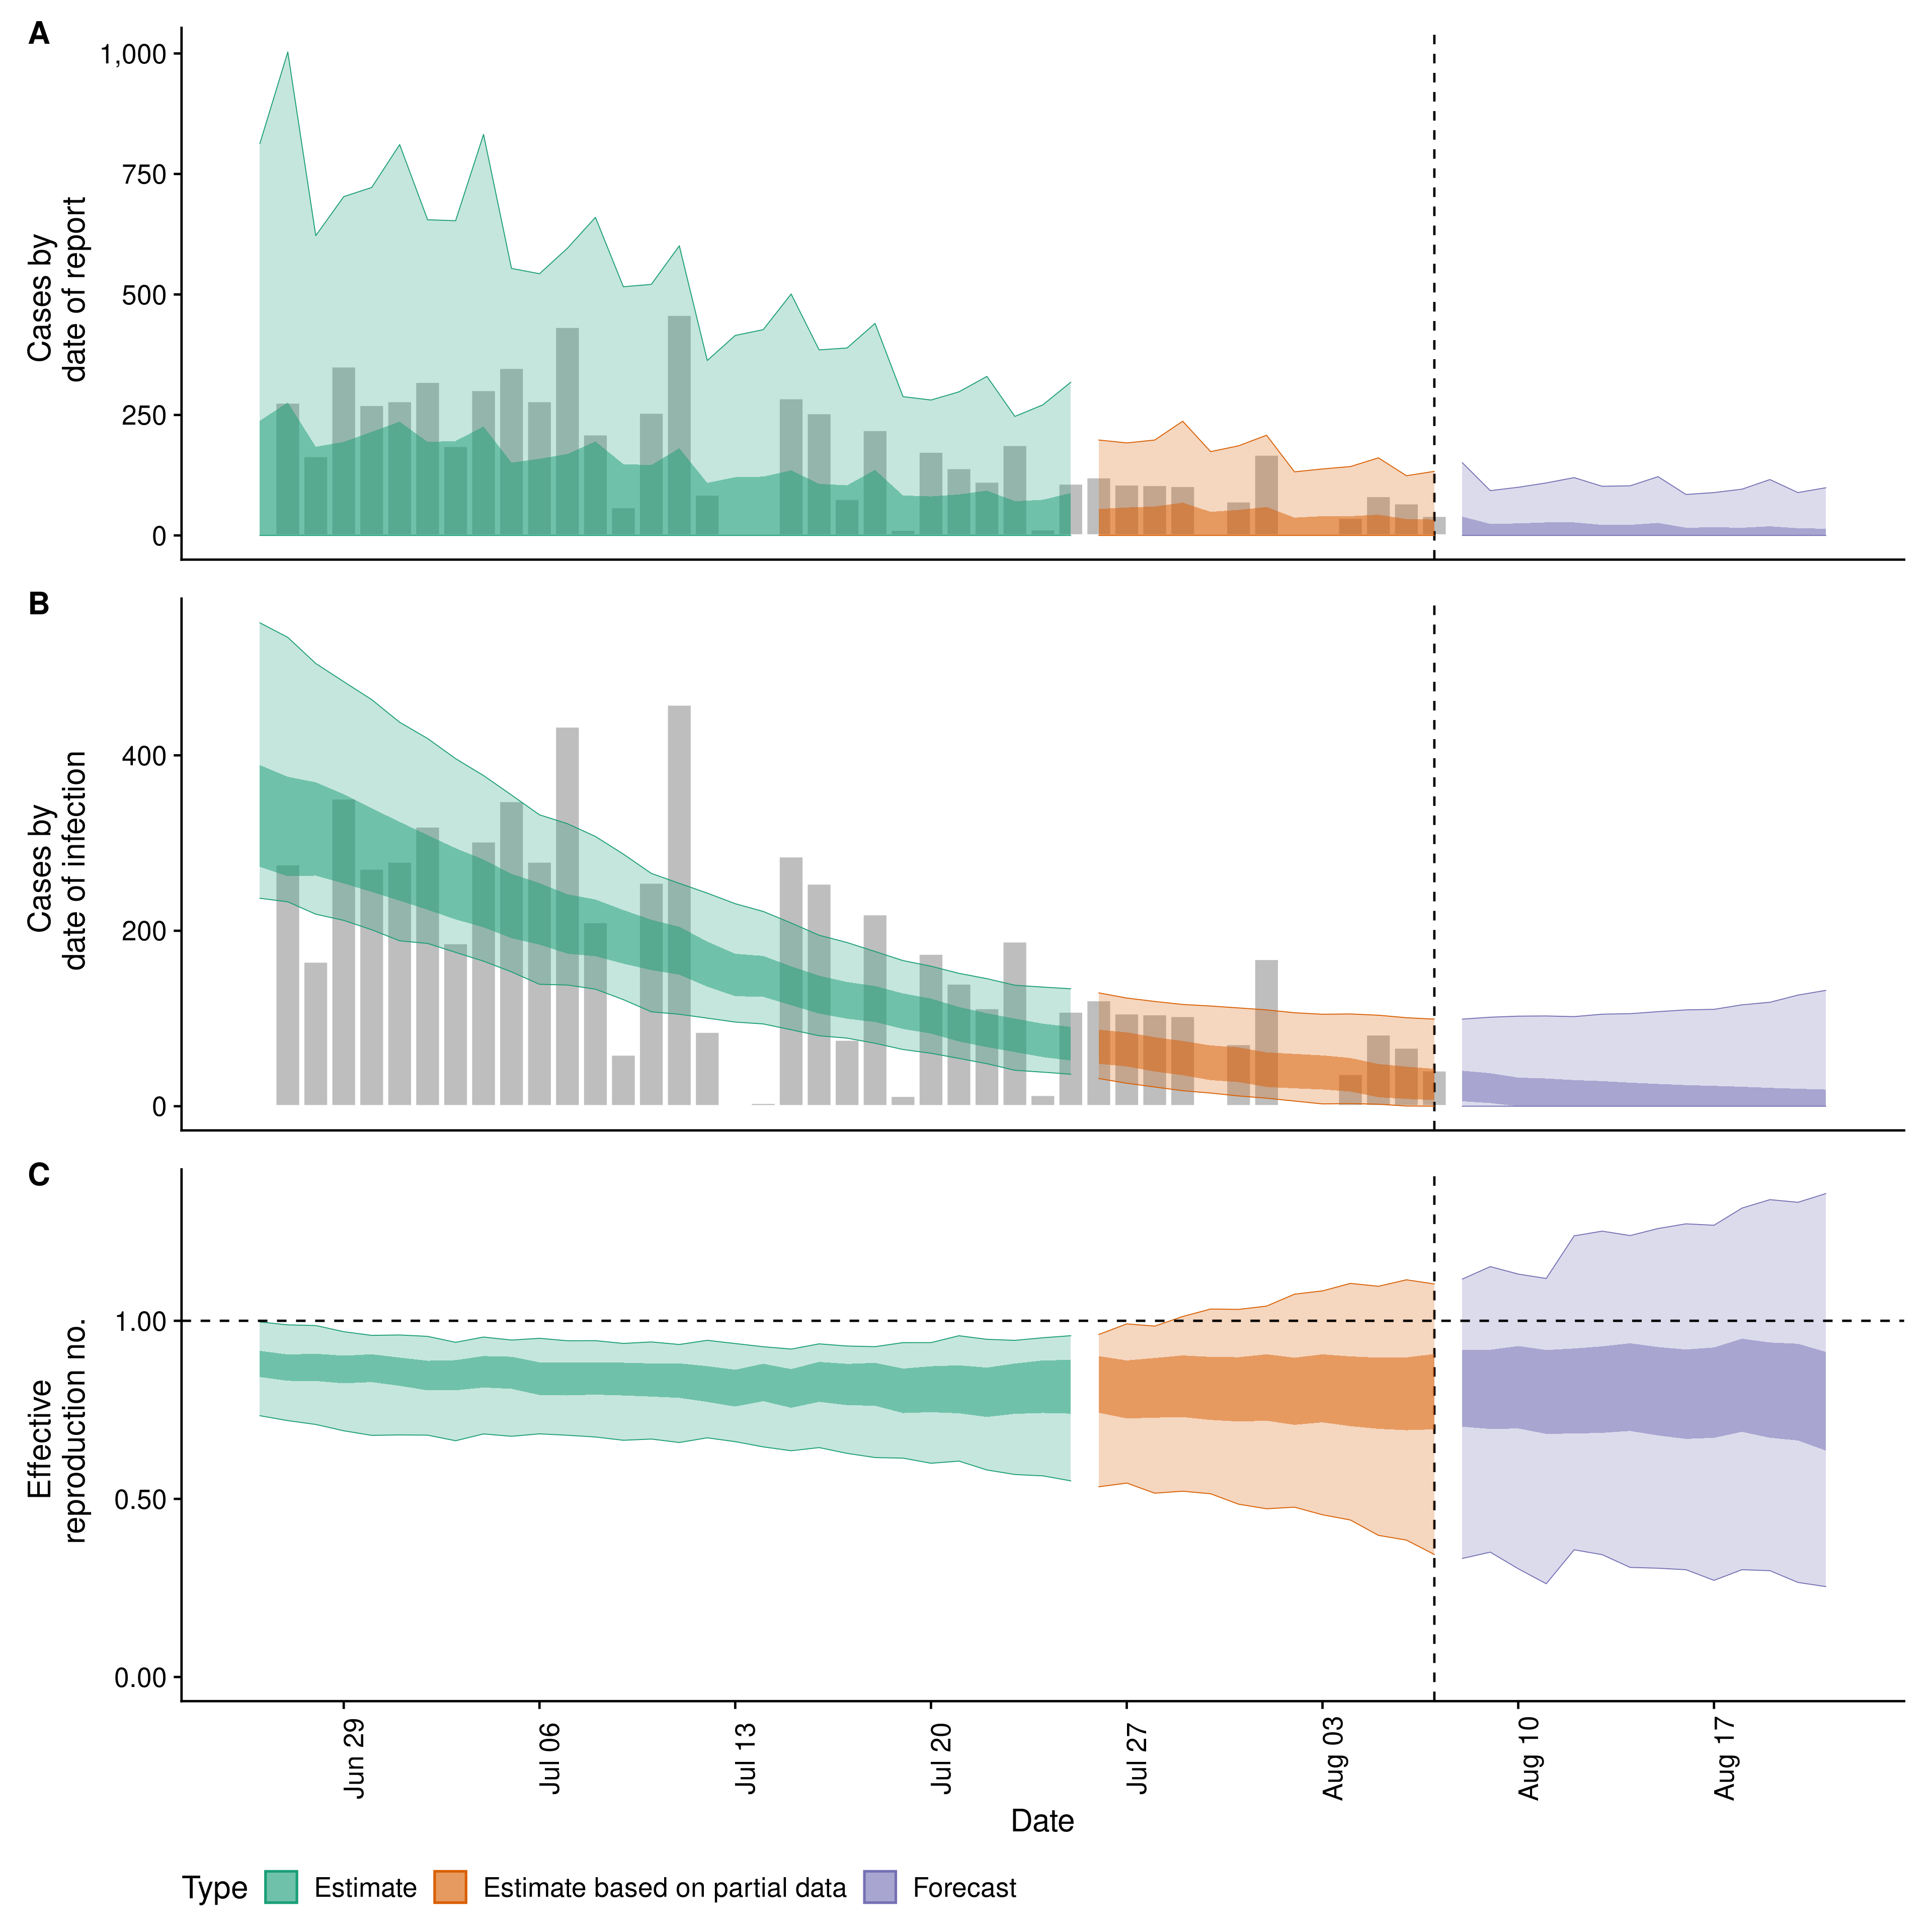 A
1,000
750
500
250
0
Cases by
date of report
B
400
200
0
Cases by
date of infection
C
1.00
0.50
0.00
Effective
reproduction no.
Jun 29
Jul 06
Jul 13
Jul 20
Jul 27
Aug 03
Aug 10
Aug 17
Date
Type Estimate Estimate based on partial data Forecast